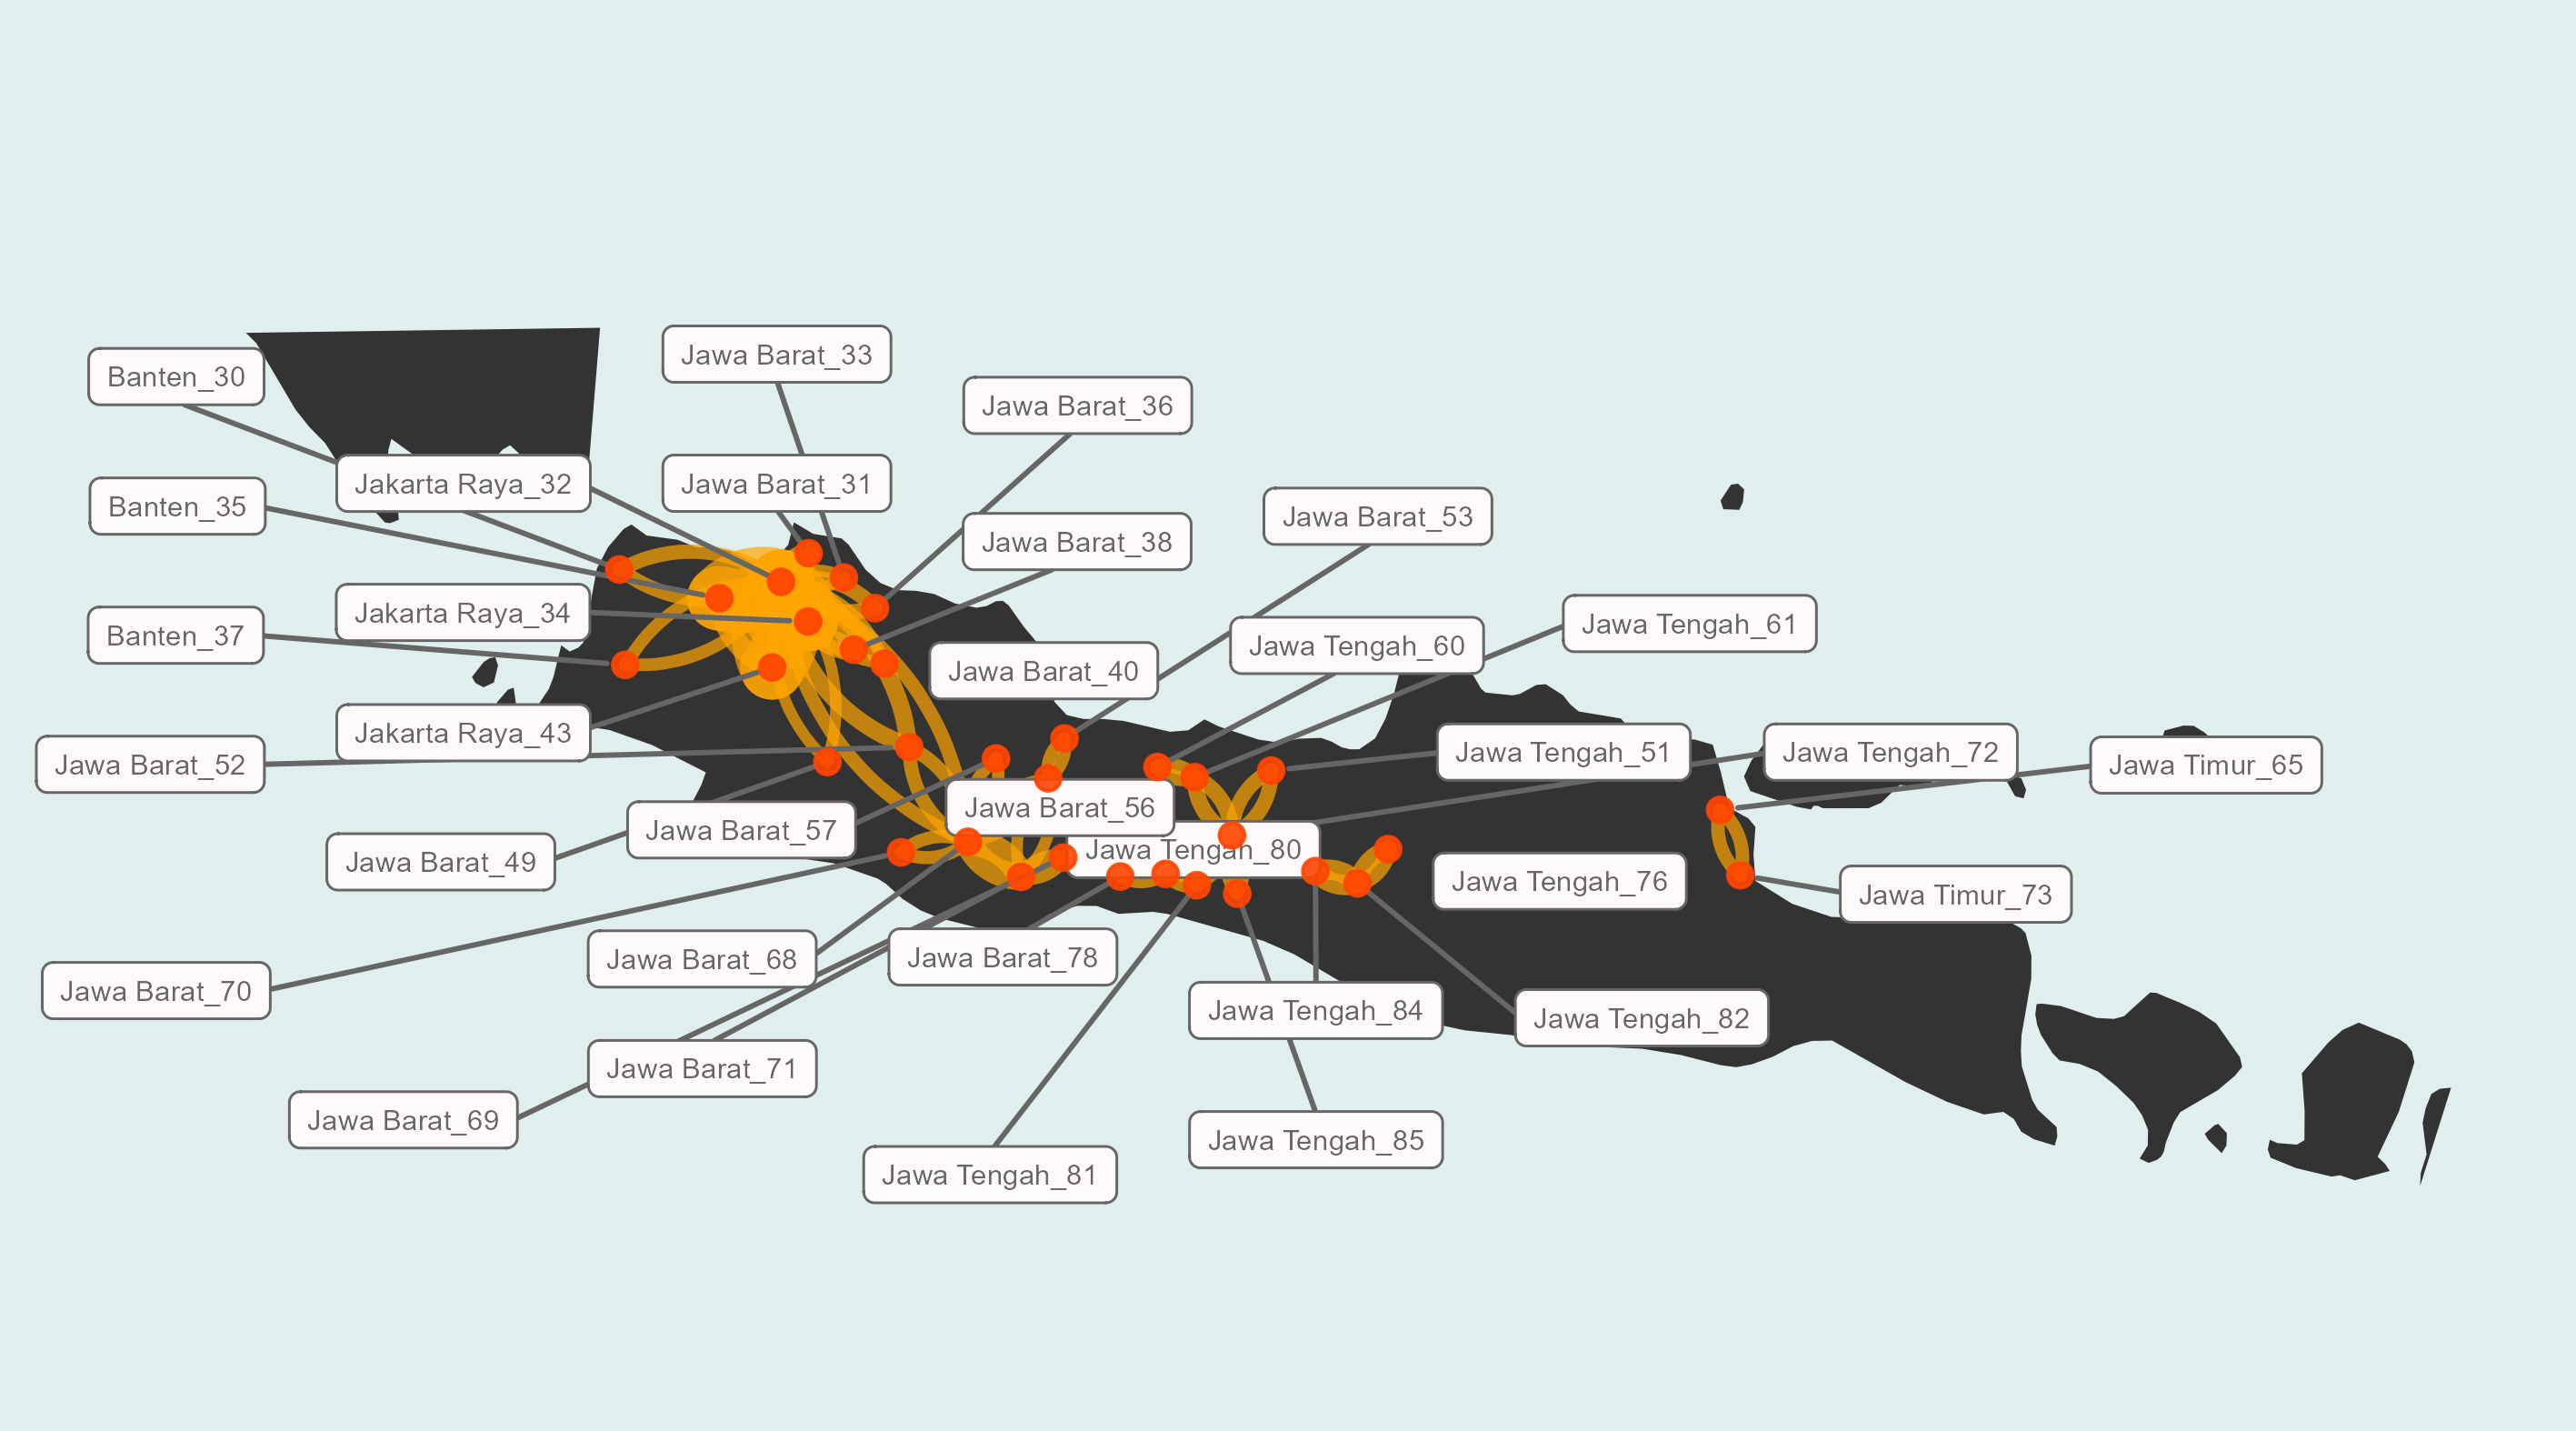 Jawa Barat_33
Banten_30
Jawa Barat_36
Jakarta Raya_32
Jawa Barat_31
Banten_35
Jawa Barat_53
Jawa Barat_38
Jakarta Raya_34
Jawa Tengah_61
Banten_37
Jawa Tengah_60
Jawa Barat_40
Jakarta Raya_43
Jawa Tengah_51
Jawa Tengah_72
Jawa Barat_52
Jawa Timur_65
Jawa Barat_56
Jawa Barat_57
Jawa Tengah_80
Jawa Barat_49
Jawa Tengah_76
Jawa Timur_73
Jawa Barat_68
Jawa Barat_78
Jawa Barat_70
Jawa Tengah_84
Jawa Tengah_82
Jawa Barat_71
Jawa Barat_69
Jawa Tengah_85
Jawa Tengah_81